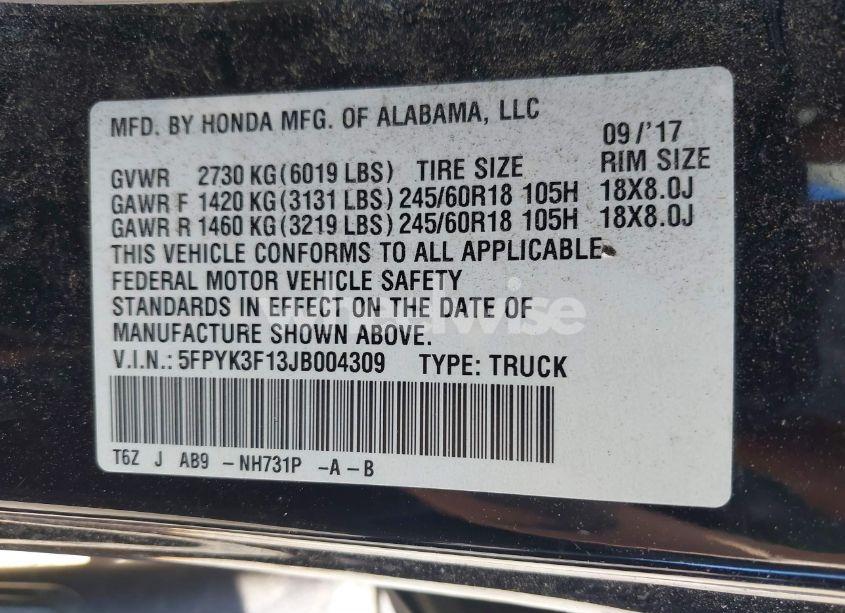 MFD. BY HONDA MFG. OF ALABAMA, LLC
09/'17
GVWR 2730 KG(6019 LBS) TIRE SIZE RIM SIZE
GAWR F 1420 KG(3131 LBS) 245/60R18 105H 18X8.0J
GAWR R 1460 KG(3219 LBS) 245/60R18 105H 18X8.0J
THIS VEHICLE CONFORMS TO ALL APPLICABLE
FEDERAL MOTOR VEHICLE SAFETY
STANDARDS IN EFFECT ON THE DATE OF
MANUFACTURE SHOWN ABOVE.
V.I.N.: 5FPYK3F13JB004309 TYPE: TRUCK
T6Z J AB9 -NH731P -A -B